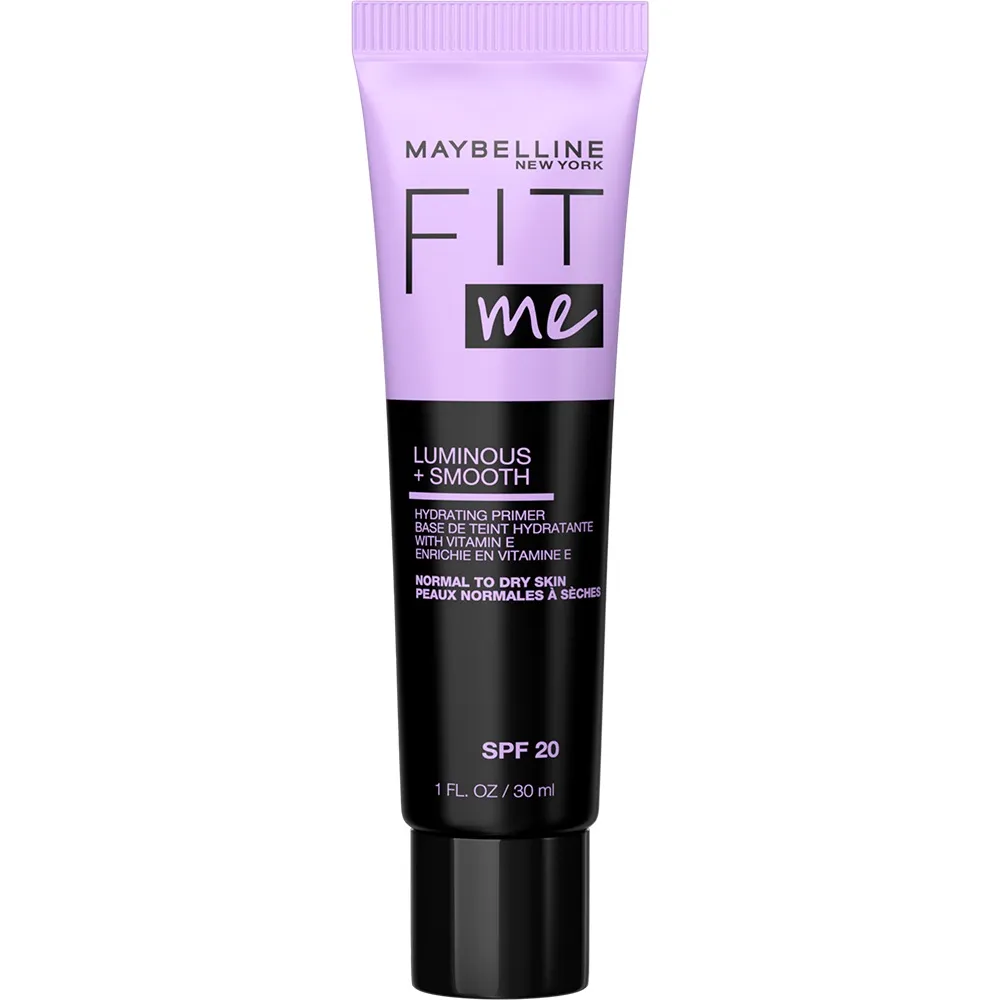 MAYBELLINE
NEW YORK
FIT
me
LUMINOUS
+ SMOOTH
HYDRATING PRIMER
BASE DE TEINT HYDRATANTE
WITH VITAMIN E
ENRICHIE EN VITAMINE E
NORMAL TO DRY SKIN
PEAUX NORMALES À SÈCHES
SPF 20
1 FL. OZ / 30 ml